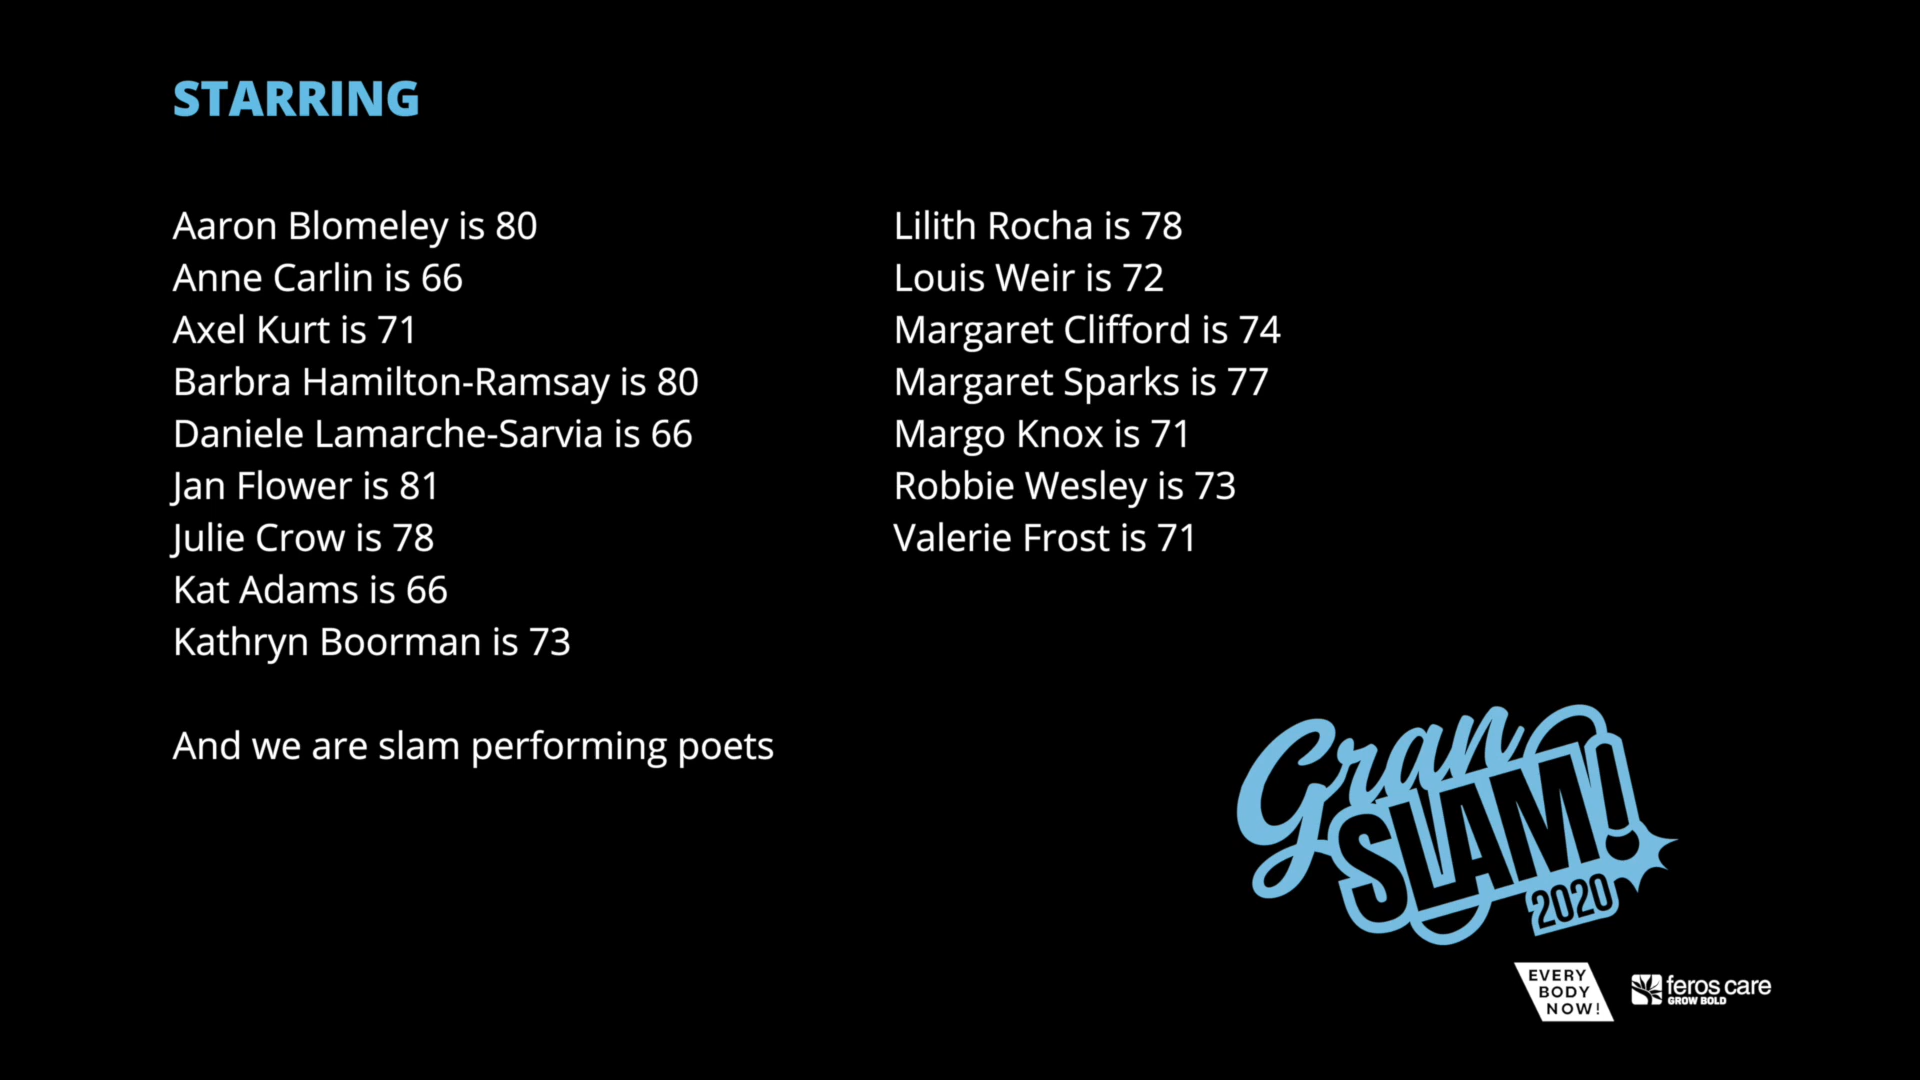 STARRING
Aaron Blomeley is 80
Anne Carlin is 66
Axel Kurt is 71
Barbra Hamilton-Ramsay is 80
Daniele Lamarche-Sarvia is 66
Jan Flower is 81
Julie Crow is 78
Kat Adams is 66
Kathryn Boorman is 73
And we are slam performing poets
Lilith Rocha is 78
Louis Weir is 72
Margaret Clifford is 74
Margaret Sparks is 77
Margo Knox is 71
Robbie Wesley is 73
Valerie Frost is 71
Gran
SLAM!
2020
EVERY
BODY
NOW!
feros care
GROW BOLD